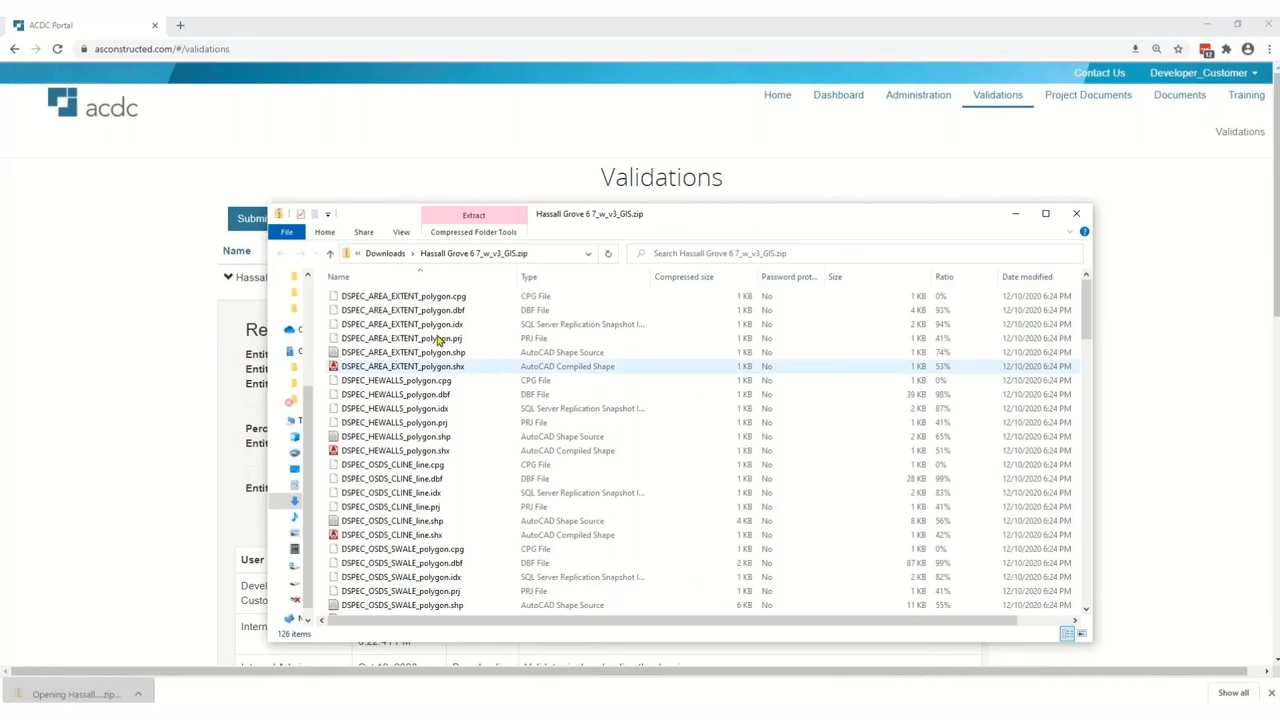 ACDC Portal
asconstructed.com/#/validations
12
Contact Us Developer_Customer
acdc
Home Dashboard Administration Validations Project Documents Documents Training
Validations
Validations
Submi
Name
Hassal
Re
Entit
Entit
Entit
Perc
Entit
Entit
User
Devel
Custo
Intern
Extract Hassall Grove 6 7_w_v3_GIS.zip
File Home Share View Compressed Folder Tools
« Downloads › Hassall Grove 6 7_w_v3_GIS.zip Search Hassall Grove 6 7_w_v3_GIS.zip
Name Type Compressed size Password prot... Size Ratio Date modified
DSPEC_AREA_EXTENT_polygon.cpg CPG File 1 KB No 1 KB 0% 12/10/2020 6:24 PM
DSPEC_AREA_EXTENT_polygon.dbf DBF File 1 KB No 4 KB 93% 12/10/2020 6:24 PM
DSPEC_AREA_EXTENT_polygon.idx SQL Server Replication Snapshot I... 1 KB No 2 KB 94% 12/10/2020 6:24 PM
DSPEC_AREA_EXTENT_polygon.prj PRJ File 1 KB No 1 KB 41% 12/10/2020 6:24 PM
DSPEC_AREA_EXTENT_polygon.shp AutoCAD Shape Source 1 KB No 1 KB 74% 12/10/2020 6:24 PM
DSPEC_AREA_EXTENT_polygon.shx AutoCAD Compiled Shape 1 KB No 1 KB 53% 12/10/2020 6:24 PM
DSPEC_HEWALLS_polygon.cpg CPG File 1 KB No 1 KB 0% 12/10/2020 6:24 PM
DSPEC_HEWALLS_polygon.dbf DBF File 1 KB No 39 KB 98% 12/10/2020 6:24 PM
DSPEC_HEWALLS_polygon.idx SQL Server Replication Snapshot I... 1 KB No 2 KB 87% 12/10/2020 6:24 PM
DSPEC_HEWALLS_polygon.prj PRJ File 1 KB No 1 KB 41% 12/10/2020 6:24 PM
DSPEC_HEWALLS_polygon.shp AutoCAD Shape Source 1 KB No 2 KB 65% 12/10/2020 6:24 PM
DSPEC_HEWALLS_polygon.shx AutoCAD Compiled Shape 1 KB No 1 KB 51% 12/10/2020 6:24 PM
DSPEC_OSDS_CLINE_line.cpg CPG File 1 KB No 1 KB 0% 12/10/2020 6:24 PM
DSPEC_OSDS_CLINE_line.dbf DBF File 1 KB No 28 KB 99% 12/10/2020 6:24 PM
DSPEC_OSDS_CLINE_line.idx SQL Server Replication Snapshot I... 1 KB No 2 KB 83% 12/10/2020 6:24 PM
DSPEC_OSDS_CLINE_line.prj PRJ File 1 KB No 1 KB 41% 12/10/2020 6:24 PM
DSPEC_OSDS_CLINE_line.shp AutoCAD Shape Source 4 KB No 8 KB 56% 12/10/2020 6:24 PM
DSPEC_OSDS_CLINE_line.shx AutoCAD Compiled Shape 1 KB No 1 KB 42% 12/10/2020 6:24 PM
DSPEC_OSDS_SWALE_polygon.cpg CPG File 1 KB No 1 KB 0% 12/10/2020 6:24 PM
DSPEC_OSDS_SWALE_polygon.dbf DBF File 2 KB No 87 KB 99% 12/10/2020 6:24 PM
DSPEC_OSDS_SWALE_polygon.idx SQL Server Replication Snapshot I... 1 KB No 2 KB 82% 12/10/2020 6:24 PM
DSPEC_OSDS_SWALE_polygon.prj PRJ File 1 KB No 1 KB 41% 12/10/2020 6:24 PM
DSPEC_OSDS_SWALE_polygon.shp AutoCAD Shape Source 6 KB No 11 KB 55% 12/10/2020 6:24 PM
126 items
Opening Hassall....zip... Show all